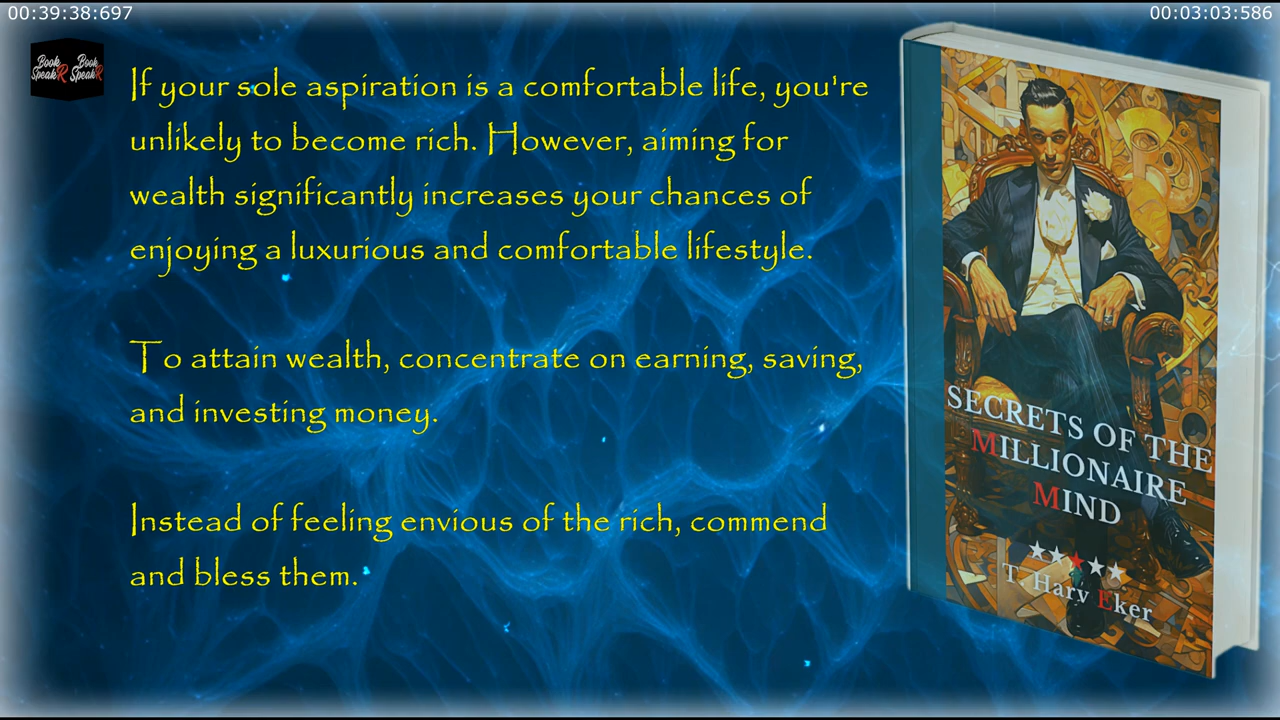 00:39:38:697
00:03:03:586
Book Book
SpeakR SpeakR
If your sole aspiration is a comfortable life, you're
unlikely to become rich. However, aiming for
wealth significantly increases your chances of
enjoying a luxurious and comfortable lifestyle.
To attain wealth, concentrate on earning, saving,
and investing money.
Instead of feeling envious of the rich, commend
and bless them.
SECRETS OF THE
MILLIONAIRE
MIND
T. Harv Eker